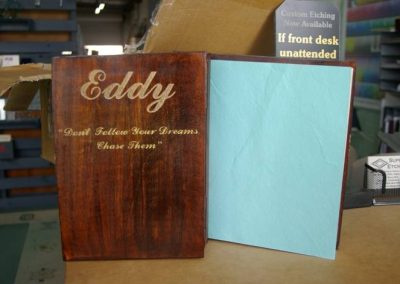 Custom Etching
Now Available
If front desk
unattended
Eddy
"Don't Follow Your Dreams
Chase Them"